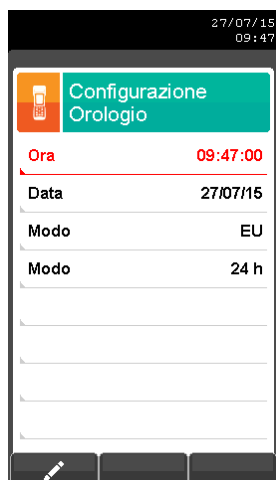 27/07/15
09:47
Configurazione
Orologio
Ora 09:47:00
Data 27/07/15
Modo EU
Modo 24 h